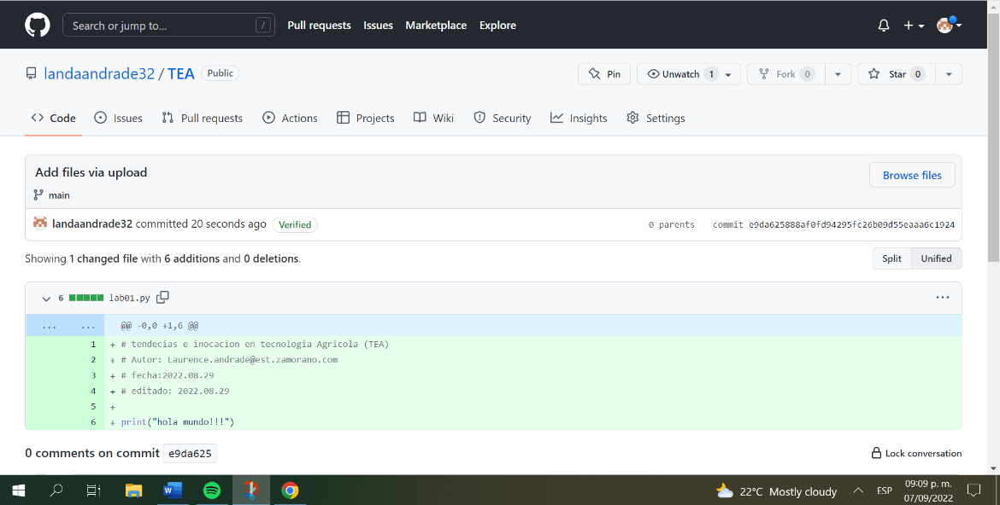 Search or jump to... /
Pull requests Issues Marketplace Explore
landaandrade32 / TEA Public
Pin Unwatch 1 Fork 0 Star 0
Code Issues Pull requests Actions Projects Wiki Security Insights Settings
Add files via upload
Browse files
main
landaandrade32 committed 20 seconds ago Verified
0 parents commit e9da625888af0fd94295fc26b09d55eaaa6c1924
Showing 1 changed file with 6 additions and 0 deletions.
Split Unified
6 lab01.py
... ... @@ -0,0 +1,6 @@
1 + # tendecias e inocacion en tecnologia Agricola (TEA)
2 + # Autor: Laurence.andrade@est.zamorano.com
3 + # fecha:2022.08.29
4 + # editado: 2022.08.29
5 +
6 + print("hola mundo!!!")
0 comments on commit e9da625
Lock conversation
22°C Mostly cloudy ESP 09:09 p. m.
07/09/2022